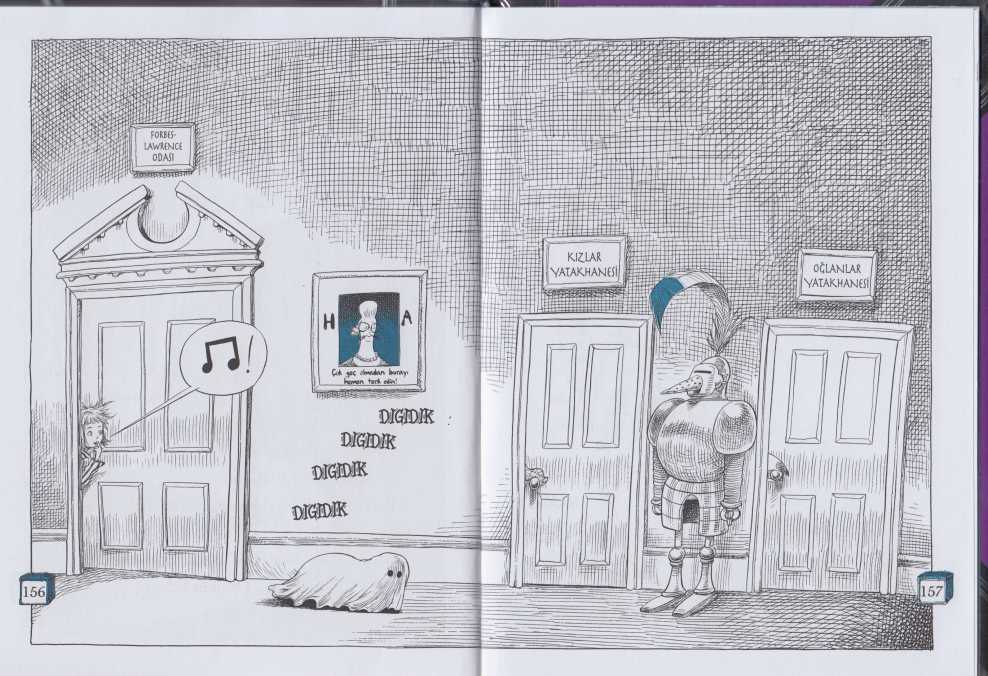 FORBES-
LAWRENCE
ODASI
KIZLAR
YATAKHANESİ
OĞLANLAR
YATAKHANESİ
H A
Çok geç olmadan burayı
hemen terk edin!
DIGIDIK
DIGIDIK
DIGIDIK
DIGIDIK
156
157